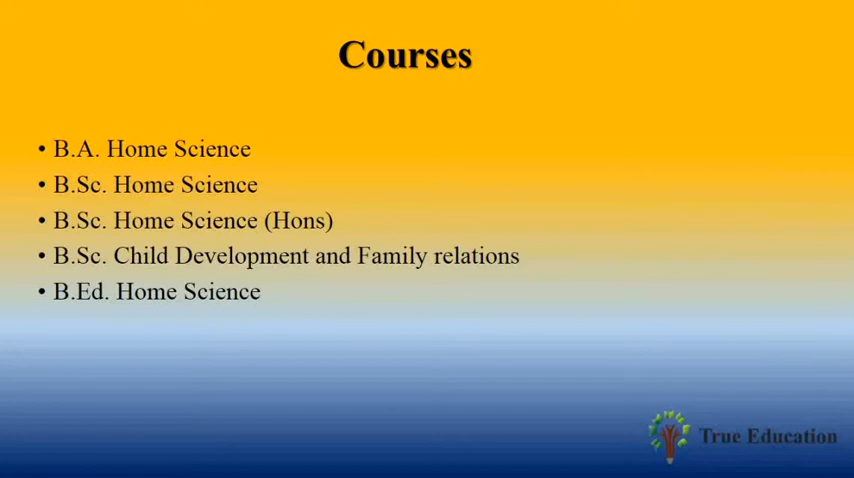 Courses
• B.A. Home Science
• B.Sc. Home Science
• B.Sc. Home Science (Hons)
• B.Sc. Child Development and Family relations
• B.Ed. Home Science
True Education